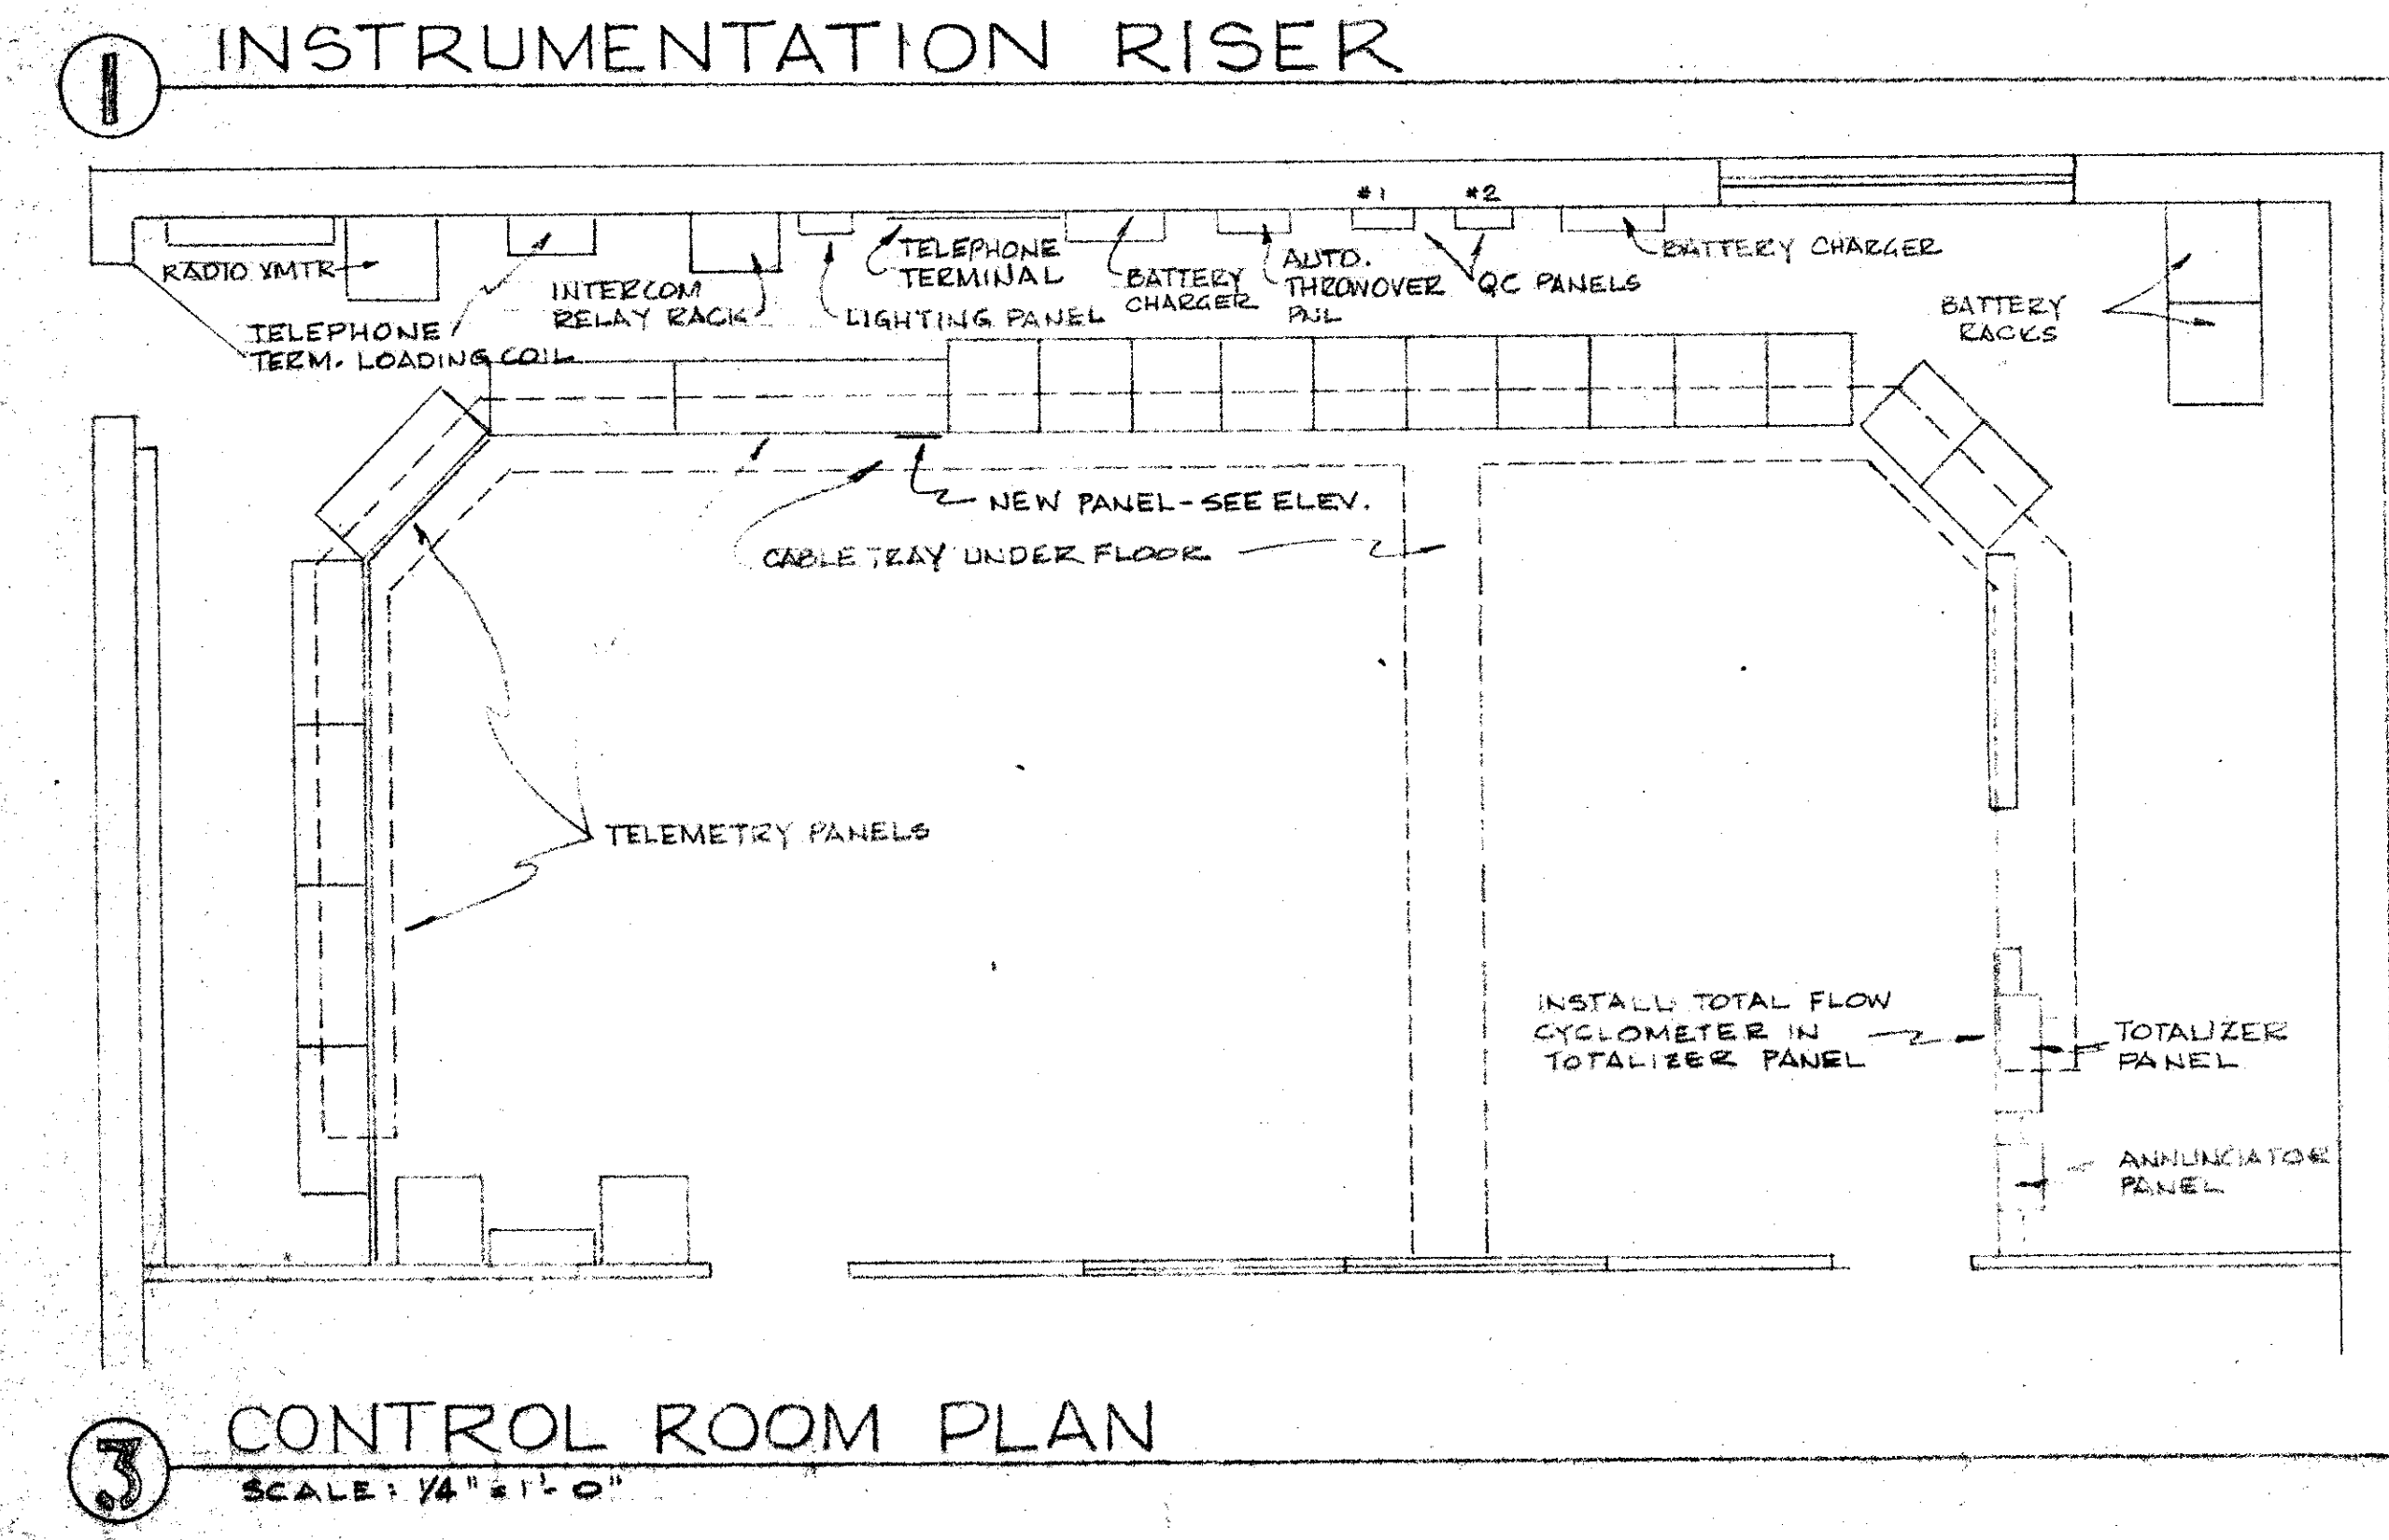 1 INSTRUMENTATION RISER
#1 #2
RADIO XMTR
TELEPHONE
TERM. LOADING COIL
INTERCOM
RELAY RACK
LIGHTING PANEL
TELEPHONE
TERMINAL
BATTERY
CHARGER
AUTO.
THROWOVER
PNL
QC PANELS
BATTERY CHARGER
BATTERY
RACKS
NEW PANEL - SEE ELEV.
CABLE TRAY UNDER FLOOR
TELEMETRY PANELS
INSTALL TOTAL FLOW
CYCLOMETER IN
TOTALIZER PANEL
TOTALIZER
PANEL
ANNUNCIATOR
PANEL
3 CONTROL ROOM PLAN
SCALE: 1/4" = 1'-0"